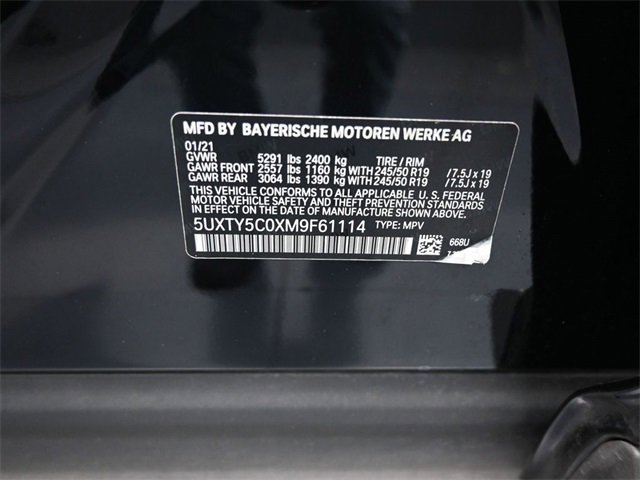 MFD BY BAYERISCHE MOTOREN WERKE AG
01/21
GVWR 5291 lbs 2400 kg TIRE / RIM
GAWR FRONT 2557 lbs 1160 kg WITH 245/50 R19 / 7.5J x 19
GAWR REAR 3064 lbs 1390 kg WITH 245/50 R19 / 7.5J x 19
THIS VEHICLE CONFORMS TO ALL APPLICABLE U. S. FEDERAL
MOTOR VEHICLE SAFETY AND THEFT PREVENTION STANDARDS
IN EFFECT ON THE DATE OF MANUFACTURE SHOWN ABOVE.
5UXTY5C0XM9F61114 TYPE: MPV
668U